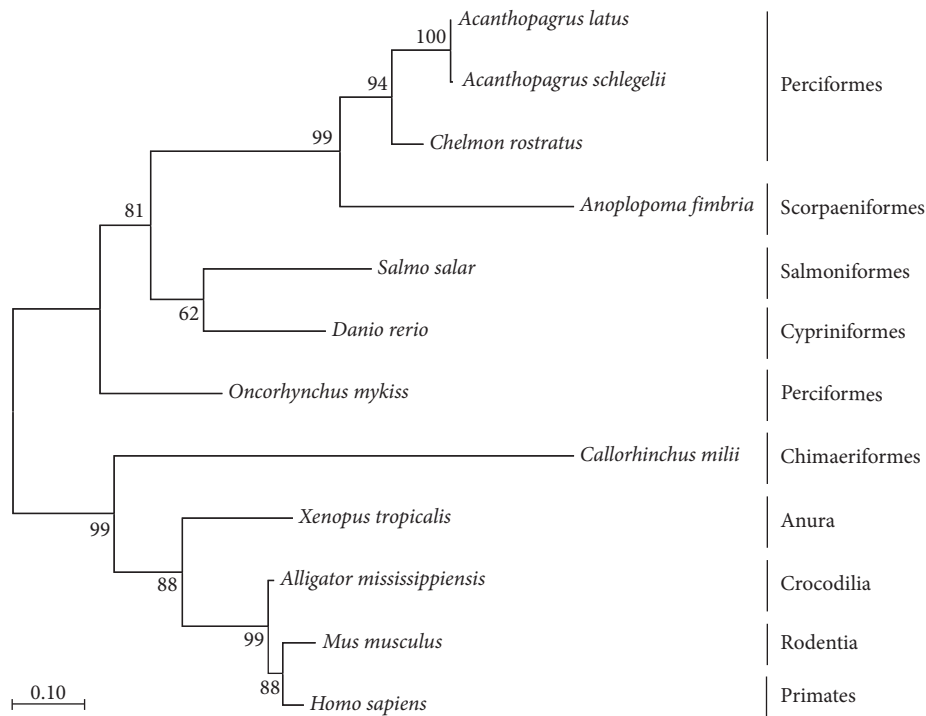 Acanthopagrus latus
100
Acanthopagrus schlegelii
Perciformes
94
Chelmon rostratus
99
Anoplopoma fimbria
Scorpaeniformes
81
Salmo salar
Salmoniformes
62
Danio rerio
Cypriniformes
Oncorhynchus mykiss
Perciformes
Callorhinchus milii
Chimaeriformes
99
Xenopus tropicalis
Anura
88
Alligator mississippiensis
Crocodilia
99
Mus musculus
Rodentia
88
Homo sapiens
Primates
0.10